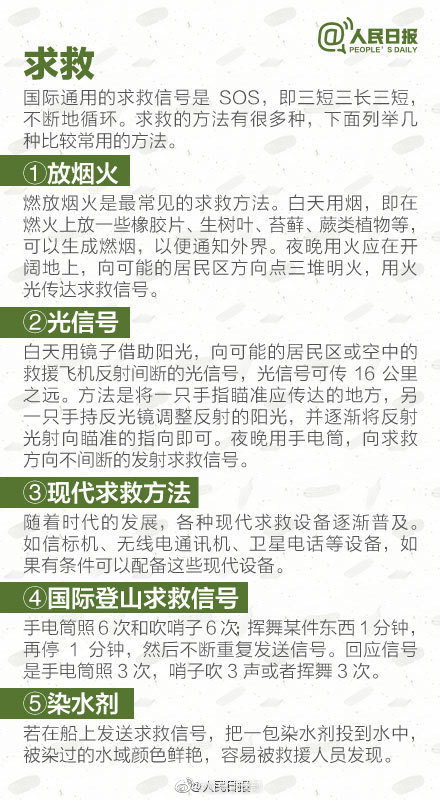 @人民日报
PEOPLE'S DAILY
求救
国际通用的求救信号是 SOS，即三短三长三短，
不断地循环。求救的方法有很多种，下面列举几
种比较常用的方法。
①放烟火
燃放烟火是最常见的求救方法。白天用烟，即在
燃火上放一些橡胶片、生树叶、苔藓、蕨类植物等，
可以生成燃烟，以便通知外界。夜晚用火应在开
阔地上，向可能的居民区方向点三堆明火，用火
光传达求救信号。
②光信号
白天用镜子借助阳光，向可能的居民区或空中的
救援飞机反射间断的光信号，光信号可传 16 公里
之远。方法是将一只手指瞄准应传达的地方，另
一只手持反光镜调整反射的阳光，并逐渐将反射
光射向瞄准的指向即可。夜晚用手电筒，向求救
方向不间断的发射求救信号。
③现代求救方法
随着时代的发展，各种现代求救设备逐渐普及。
如信标机、无线电通讯机、卫星电话等设备，如
果有条件可以配备这些现代设备。
④国际登山求救信号
手电筒照6次和吹哨子6次; 挥舞某件东西1分钟，
再停 1 分钟，然后不断重复发送信号。回应信号
是手电筒照3次，哨子吹3声或者挥舞3次。
⑤染水剂
若在船上发送求救信号，把一包染水剂投到水中，
被染过的水域颜色鲜艳，容易被救援人员发现。
@人民日报